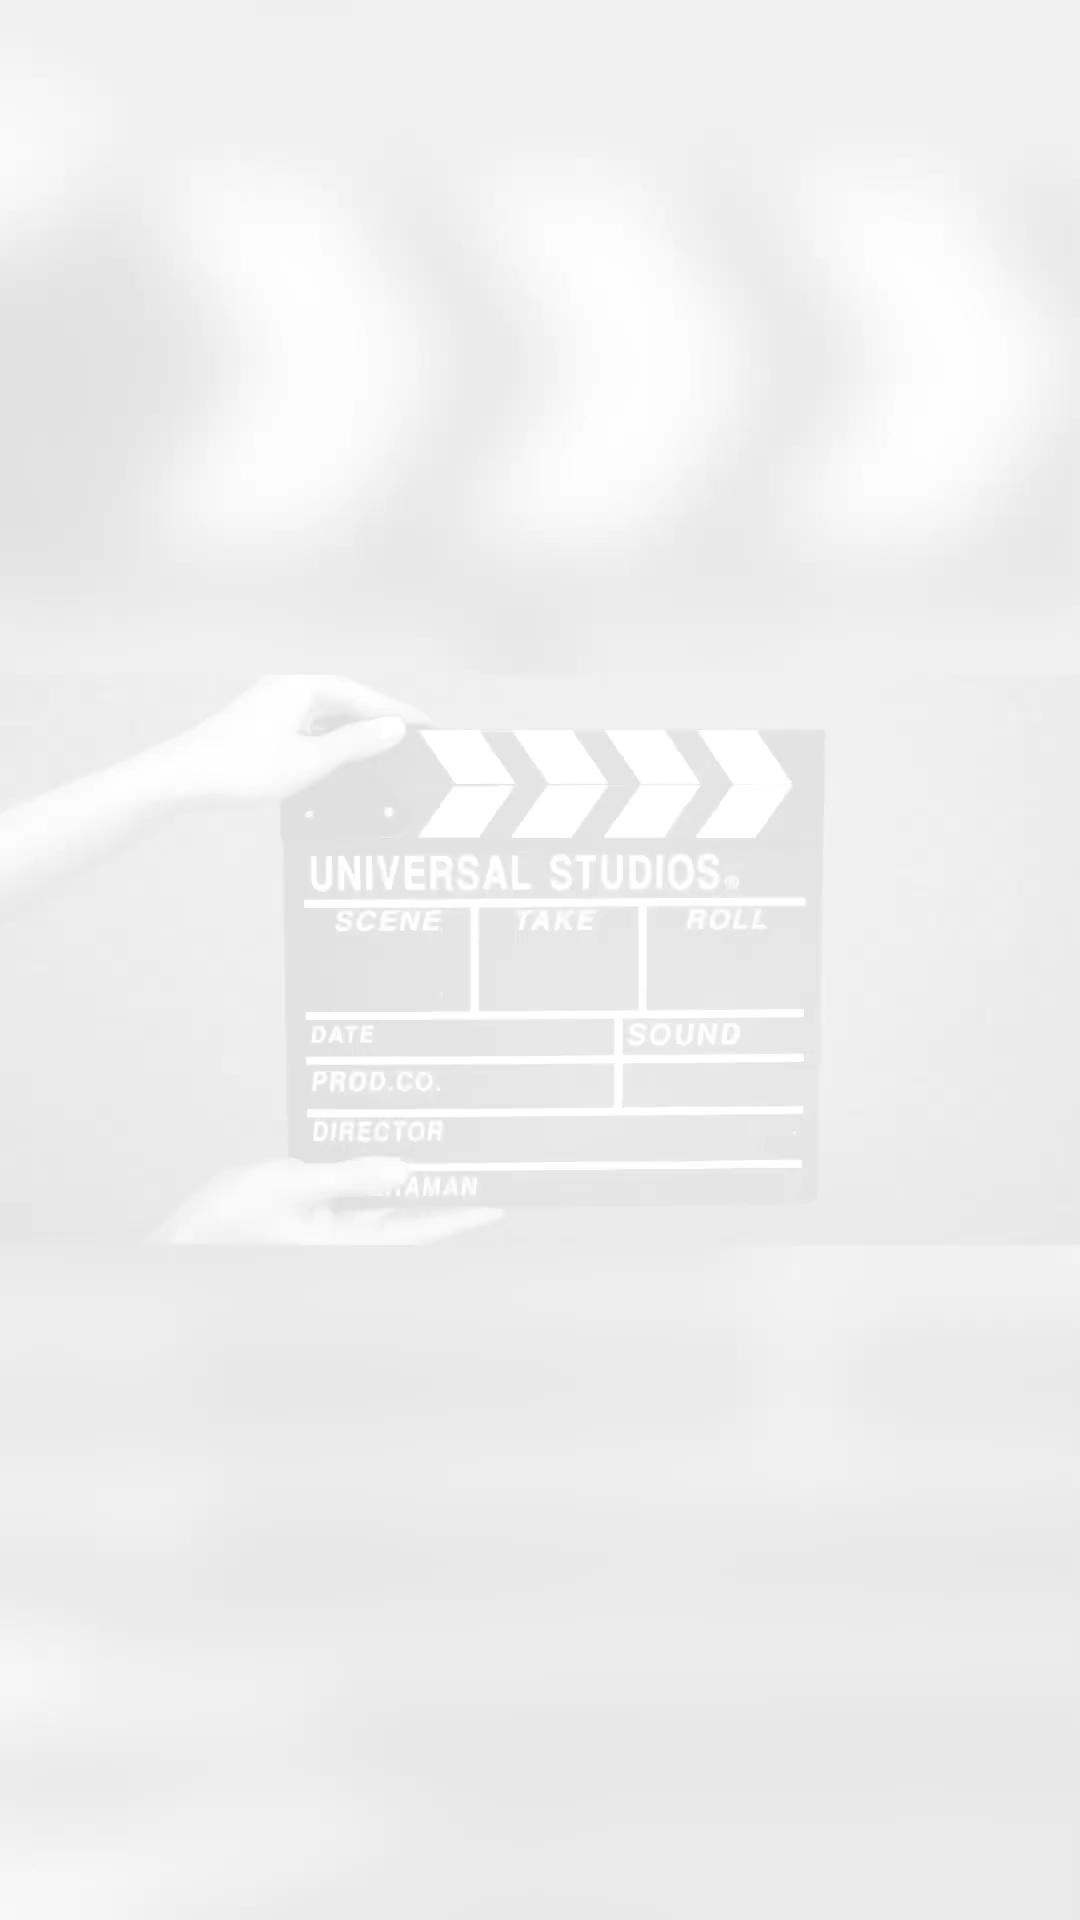 UNIVERSAL STUDIOS®
SCENE TAKE ROLL
DATE SOUND
PROD.CO.
DIRECTOR